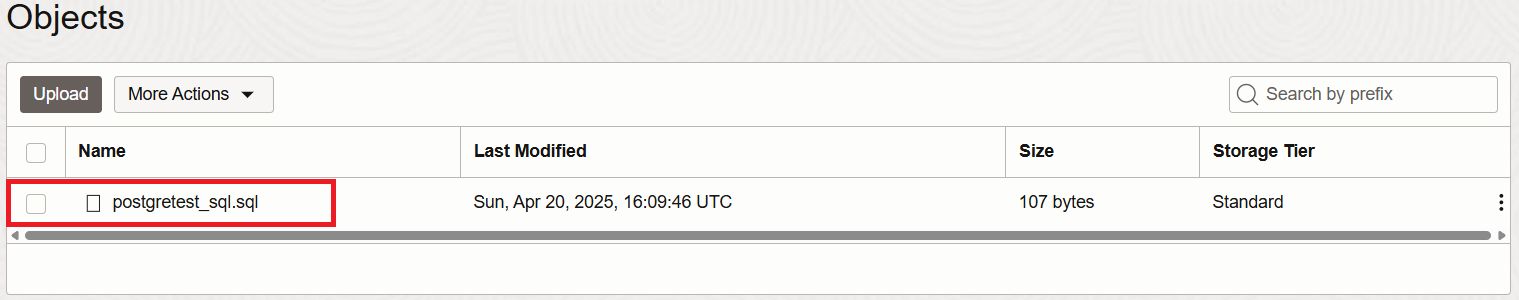 Objects
Upload More Actions Search by prefix
Name Last Modified Size Storage Tier
postgretest_sql.sql Sun, Apr 20, 2025, 16:09:46 UTC 107 bytes Standard